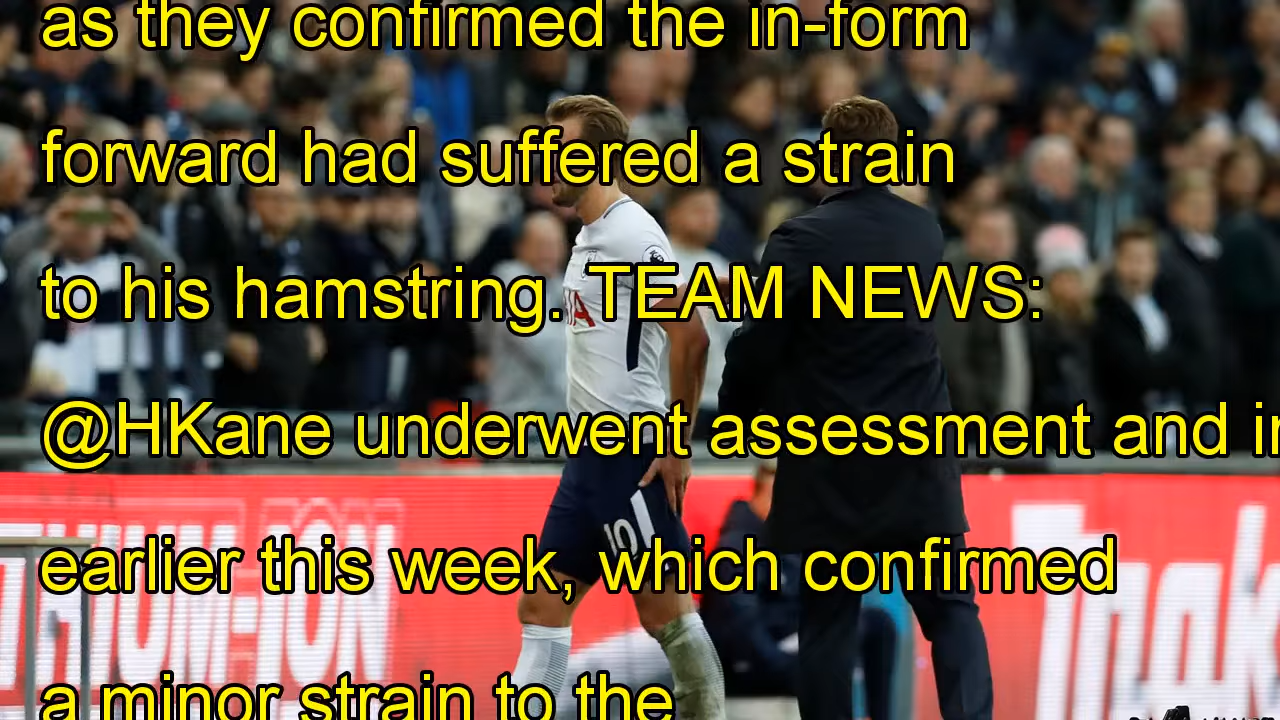 as they confirmed the in-form
forward had suffered a strain
to his hamstring. TEAM NEWS:
@HKane underwent assessment and
earlier this week, which confirmed
a minor strain to the
10